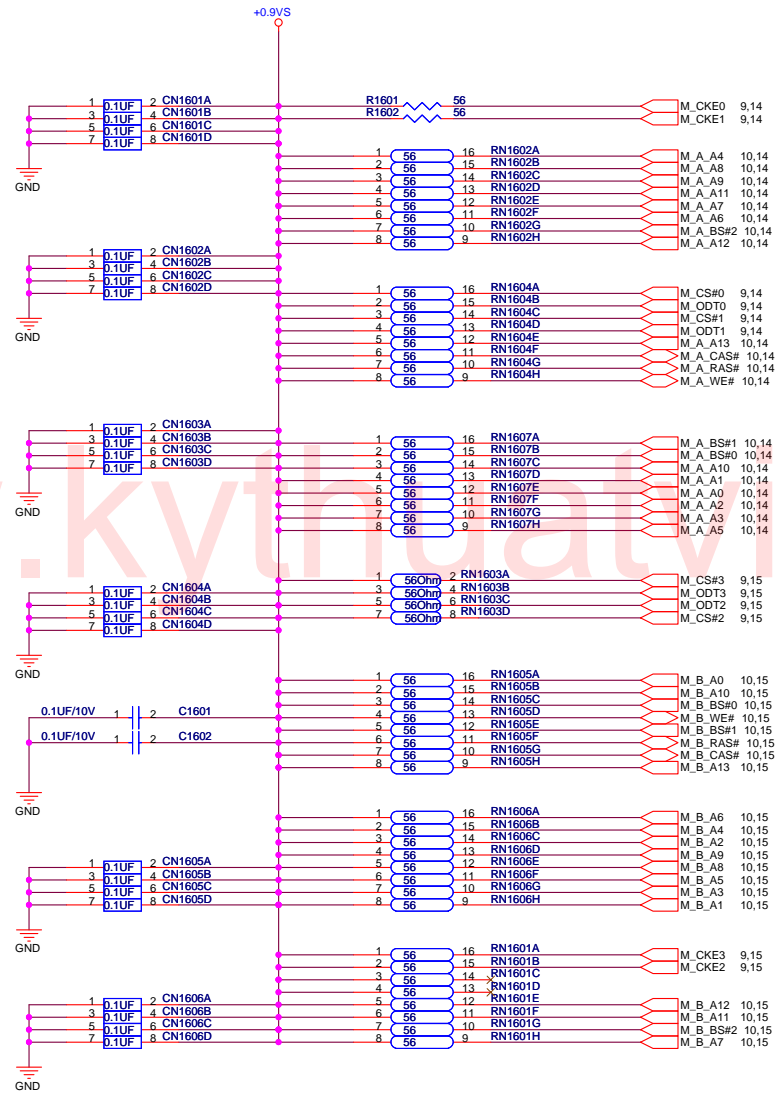 +0.9VS
1 0.1UF 2 CN1601A
3 0.1UF 4 CN1601B
5 0.1UF 6 CN1601C
7 0.1UF 8 CN1601D
GND
R1601 56 M_CKE0 9,14
R1602 56 M_CKE1 9,14
1 56 16 RN1602A M_A_A4 10,14
2 56 15 RN1602B M_A_A8 10,14
3 56 14 RN1602C M_A_A9 10,14
4 56 13 RN1602D M_A_A11 10,14
5 56 12 RN1602E M_A_A7 10,14
6 56 11 RN1602F M_A_A6 10,14
7 56 10 RN1602G M_A_BS#2 10,14
8 56 9 RN1602H M_A_A12 10,14
1 0.1UF 2 CN1602A
3 0.1UF 4 CN1602B
5 0.1UF 6 CN1602C
7 0.1UF 8 CN1602D
GND
1 56 16 RN1604A M_CS#0 9,14
2 56 15 RN1604B M_ODT0 9,14
3 56 14 RN1604C M_CS#1 9,14
4 56 13 RN1604D M_ODT1 9,14
5 56 12 RN1604E M_A_A13 10,14
6 56 11 RN1604F M_A_CAS# 10,14
7 56 10 RN1604G M_A_RAS# 10,14
8 56 9 RN1604H M_A_WE# 10,14
1 0.1UF 2 CN1603A
3 0.1UF 4 CN1603B
5 0.1UF 6 CN1603C
7 0.1UF 8 CN1603D
GND
1 56 16 RN1607A M_A_BS#1 10,14
2 56 15 RN1607B M_A_BS#0 10,14
3 56 14 RN1607C M_A_A10 10,14
4 56 13 RN1607D M_A_A1 10,14
5 56 12 RN1607E M_A_A0 10,14
6 56 11 RN1607F M_A_A2 10,14
7 56 10 RN1607G M_A_A3 10,14
8 56 9 RN1607H M_A_A5 10,14
.kythuatvi
1 0.1UF 2 CN1604A
3 0.1UF 4 CN1604B
5 0.1UF 6 CN1604C
7 0.1UF 8 CN1604D
GND
1 56Ohm 2 RN1603A M_CS#3 9,15
3 56Ohm 4 RN1603B M_ODT3 9,15
5 56Ohm 6 RN1603C M_ODT2 9,15
7 56Ohm 8 RN1603D M_CS#2 9,15
0.1UF/10V 1 2 C1601
0.1UF/10V 1 2 C1602
GND
1 56 16 RN1605A M_B_A0 10,15
2 56 15 RN1605B M_B_A10 10,15
3 56 14 RN1605C M_B_BS#0 10,15
4 56 13 RN1605D M_B_WE# 10,15
5 56 12 RN1605E M_B_BS#1 10,15
6 56 11 RN1605F M_B_RAS# 10,15
7 56 10 RN1605G M_B_CAS# 10,15
8 56 9 RN1605H M_B_A13 10,15
1 56 16 RN1606A M_B_A6 10,15
2 56 15 RN1606B M_B_A4 10,15
3 56 14 RN1606C M_B_A2 10,15
4 56 13 RN1606D M_B_A9 10,15
5 56 12 RN1606E M_B_A8 10,15
6 56 11 RN1606F M_B_A5 10,15
7 56 10 RN1606G M_B_A3 10,15
8 56 9 RN1606H M_B_A1 10,15
1 0.1UF 2 CN1605A
3 0.1UF 4 CN1605B
5 0.1UF 6 CN1605C
7 0.1UF 8 CN1605D
GND
1 56 16 RN1601A M_CKE3 9,15
2 56 15 RN1601B M_CKE2 9,15
3 56 14 RN1601C
4 56 13 RN1601D
5 56 12 RN1601E M_B_A12 10,15
6 56 11 RN1601F M_B_A11 10,15
7 56 10 RN1601G M_B_BS#2 10,15
8 56 9 RN1601H M_B_A7 10,15
1 0.1UF 2 CN1606A
3 0.1UF 4 CN1606B
5 0.1UF 6 CN1606C
7 0.1UF 8 CN1606D
GND